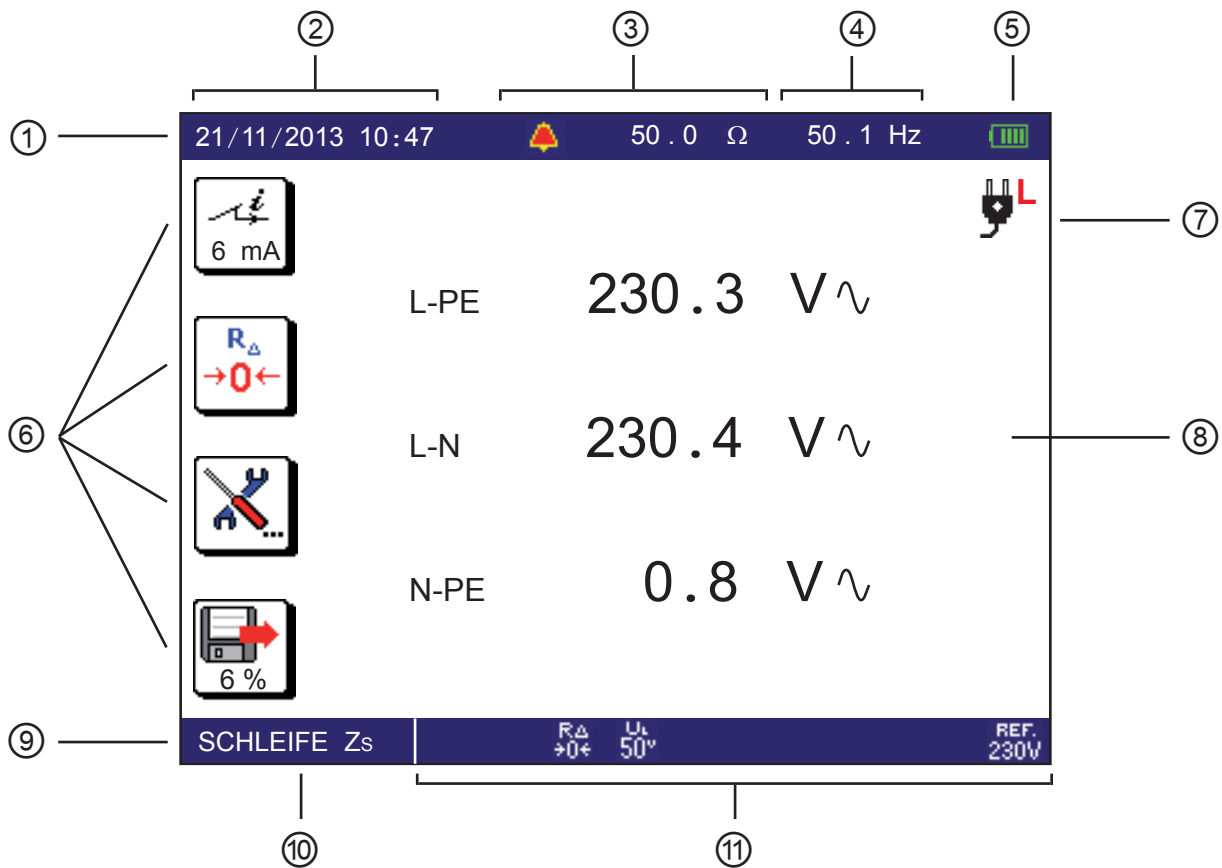 ② ③ ④ ⑤
① 21/11/2013 10:47 50.0 Ω 50.1 Hz
i
6 mA
L ⑦
L-PE 230.3 V
RΔ
→0←
⑥ L-N 230.4 V ⑧
...
N-PE 0.8 V
6 %
⑨ SCHLEIFE Zs RΔ →0← UL 50V REF. 230V
⑩ ⑪